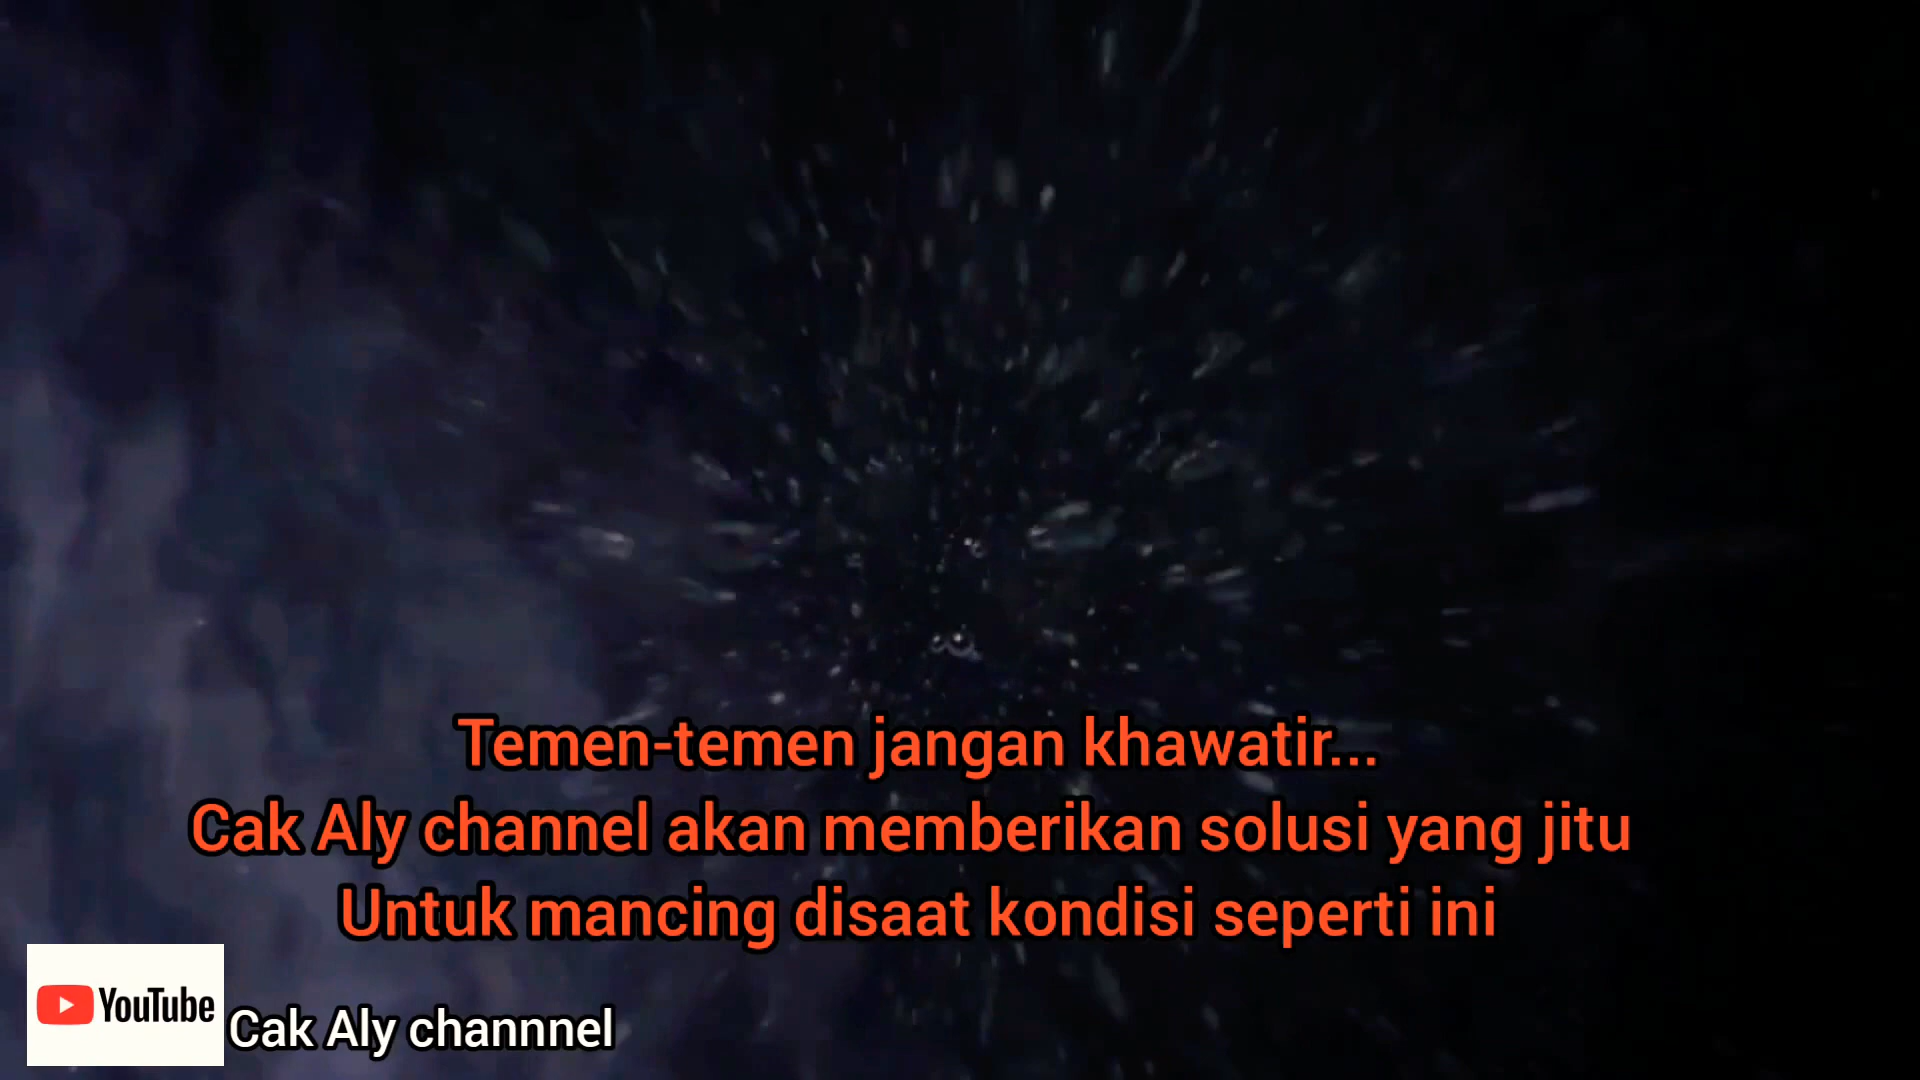 Temen-temen jangan khawatir...
Cak Aly channel akan memberikan solusi yang jitu
Untuk mancing disaat kondisi seperti ini
YouTube
Cak Aly channnel